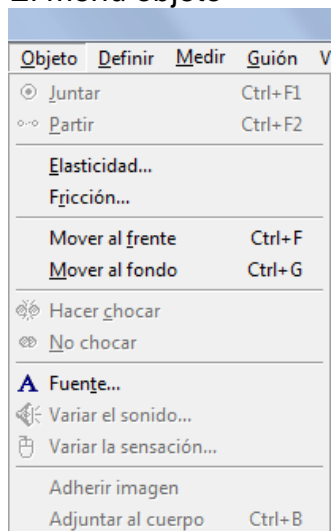 El menú objeto
Objeto Definir Medir Guión V
Juntar Ctrl+F1
Partir Ctrl+F2
Elasticidad...
Fricción...
Mover al frente Ctrl+F
Mover al fondo Ctrl+G
Hacer chocar
No chocar
A Fuente...
Variar el sonido...
Variar la sensación...
Adherir imagen
Adjuntar al cuerpo Ctrl+B